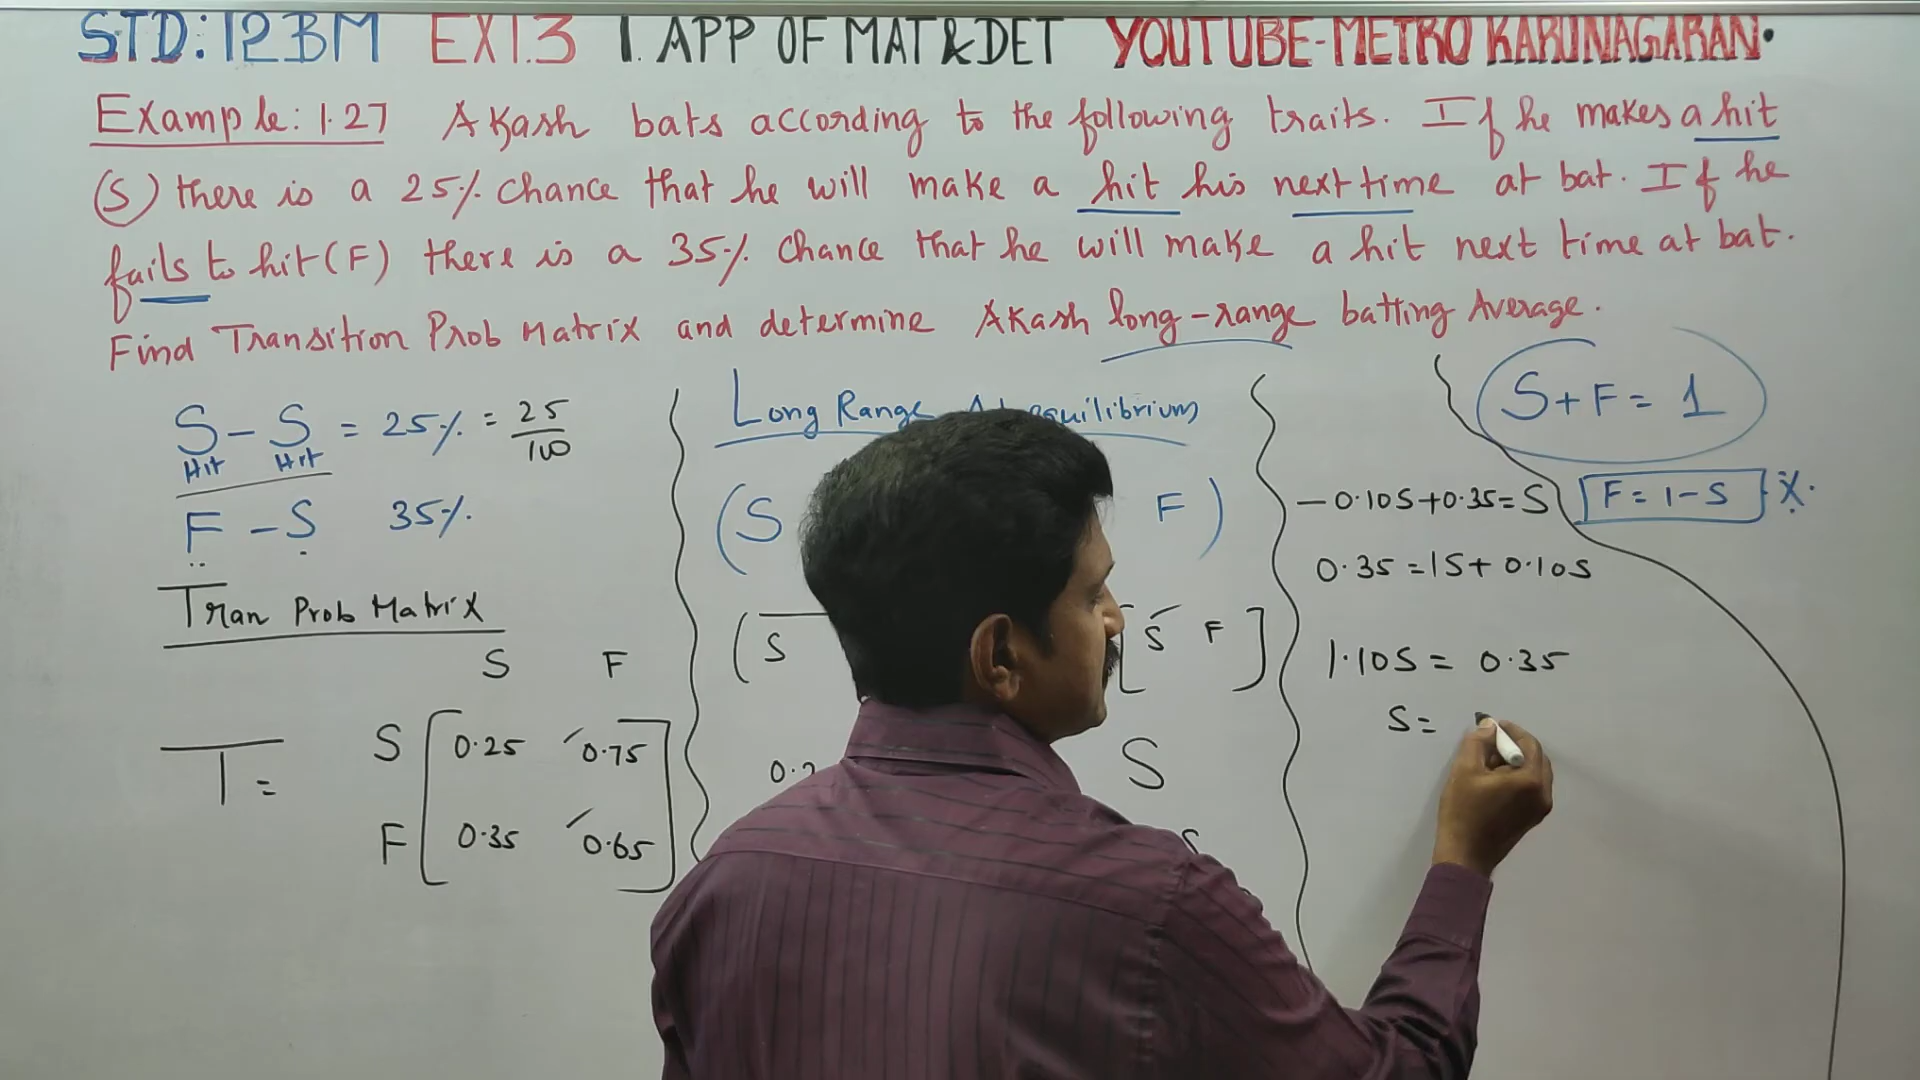 STD: 12 BM EX 1.3 1. APP OF MAT & DET YOUTUBE-METRO KARUNAGARAN.
Example: 1.27 Akash bats according to the following traits. If he makes a hit
(S) there is a 25% chance that he will make a hit his next time at bat. If he
fails to hit (F) there is a 35% chance that he will make a hit next time at bat.
Find Transition Prob Matrix and determine Akash long-range batting Average.
S - S = 25% = 25/100
Hit Hit
F - S 35%
Tran Prob Matrix
S F
T = S 0.25 0.75
F 0.35 0.65
Long Range equilibrium
(S F)
(S [S F]
S
S + F = 1
F = 1 - S
- 0.10S + 0.35 = S
0.35 = 1S + 0.10S
1.10S = 0.35
S =